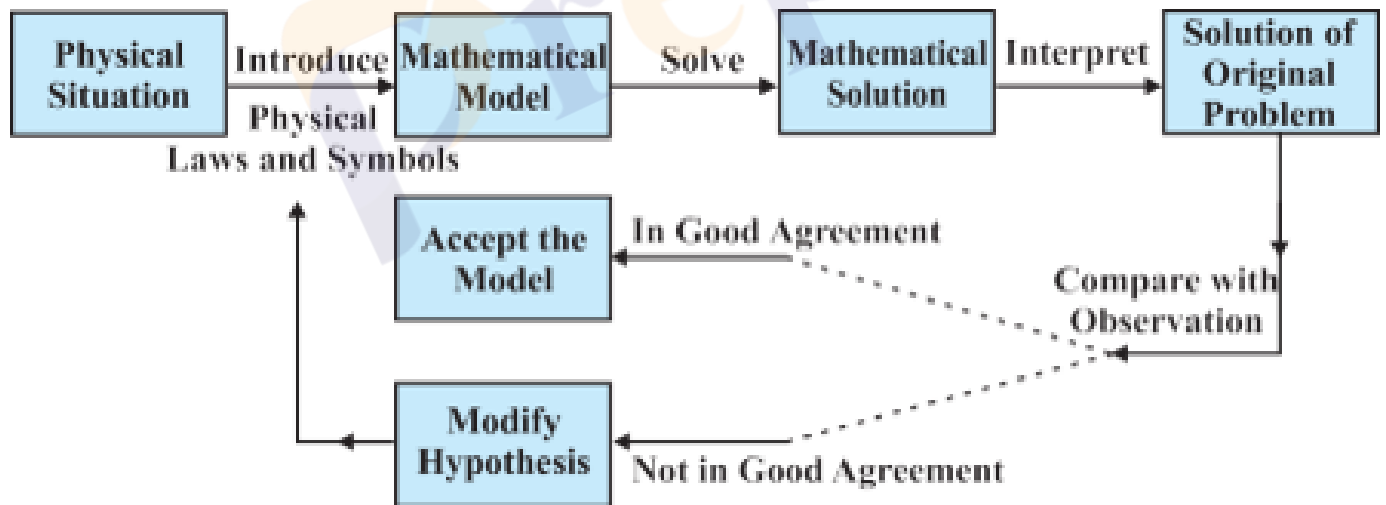 Physical
Situation
Introduce
Physical
Laws and Symbols
Mathematical
Model
Solve
Mathematical
Solution
Interpret
Solution of
Original
Problem
Compare with
Observation
In Good Agreement
Accept the
Model
Not in Good Agreement
Modify
Hypothesis